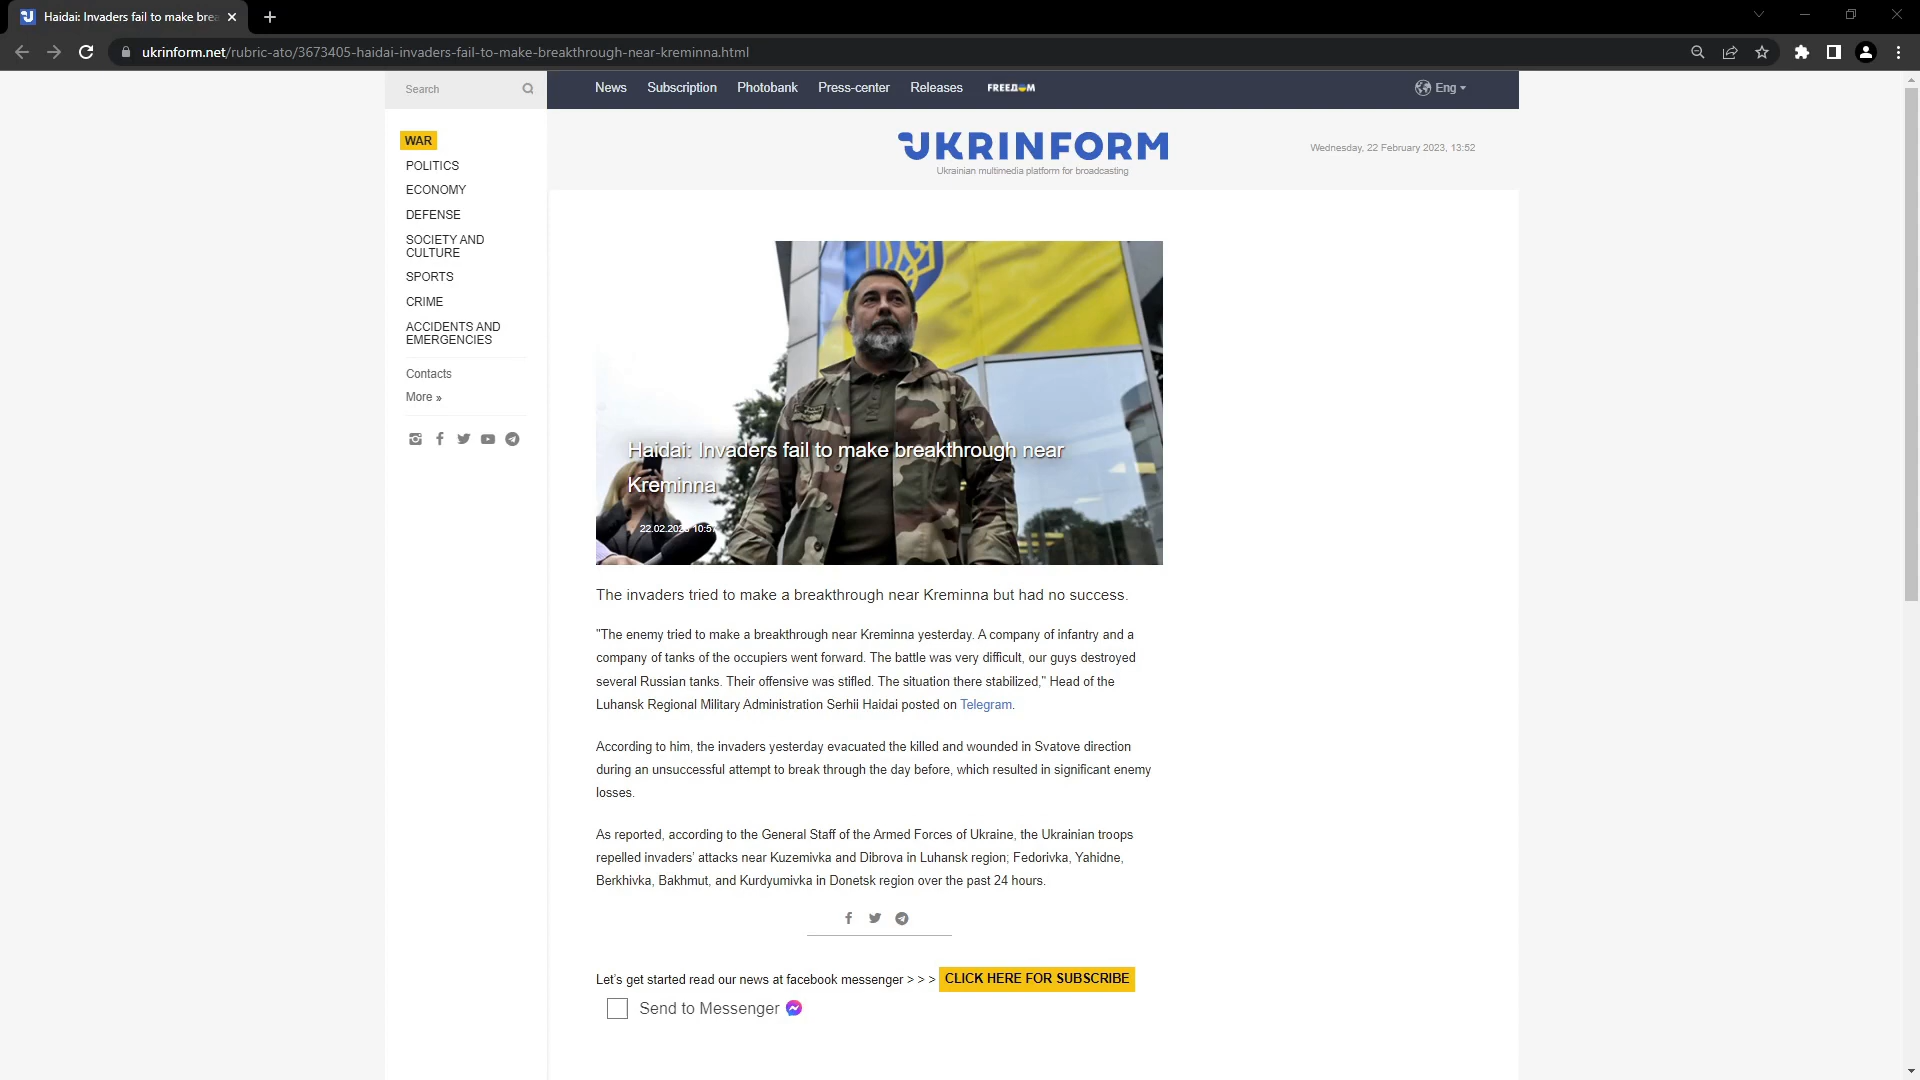 Haidai: Invaders fail to make brea
ukrinform.net/rubric-ato/3673405-haidai-invaders-fail-to-make-breakthrough-near-kreminna.html
Search
News Subscription Photobank Press-center Releases FREEДOM Eng
WAR
POLITICS
ECONOMY
DEFENSE
SOCIETY AND
CULTURE
SPORTS
CRIME
ACCIDENTS AND
EMERGENCIES
Contacts
More »
UKRINFORM
Ukrainian multimedia platform for broadcasting
Wednesday, 22 February 2023, 13:52
Haidai: Invaders fail to make breakthrough near
Kreminna
22.02.2023 10:57
The invaders tried to make a breakthrough near Kreminna but had no success.
"The enemy tried to make a breakthrough near Kreminna yesterday. A company of infantry and a
company of tanks of the occupiers went forward. The battle was very difficult, our guys destroyed
several Russian tanks. Their offensive was stifled. The situation there stabilized," Head of the
Luhansk Regional Military Administration Serhii Haidai posted on Telegram.
According to him, the invaders yesterday evacuated the killed and wounded in Svatove direction
during an unsuccessful attempt to break through the day before, which resulted in significant enemy
losses.
As reported, according to the General Staff of the Armed Forces of Ukraine, the Ukrainian troops
repelled invaders' attacks near Kuzemivka and Dibrova in Luhansk region; Fedorivka, Yahidne,
Berkhivka, Bakhmut, and Kurdyumivka in Donetsk region over the past 24 hours.
Let's get started read our news at facebook messenger > > > CLICK HERE FOR SUBSCRIBE
Send to Messenger